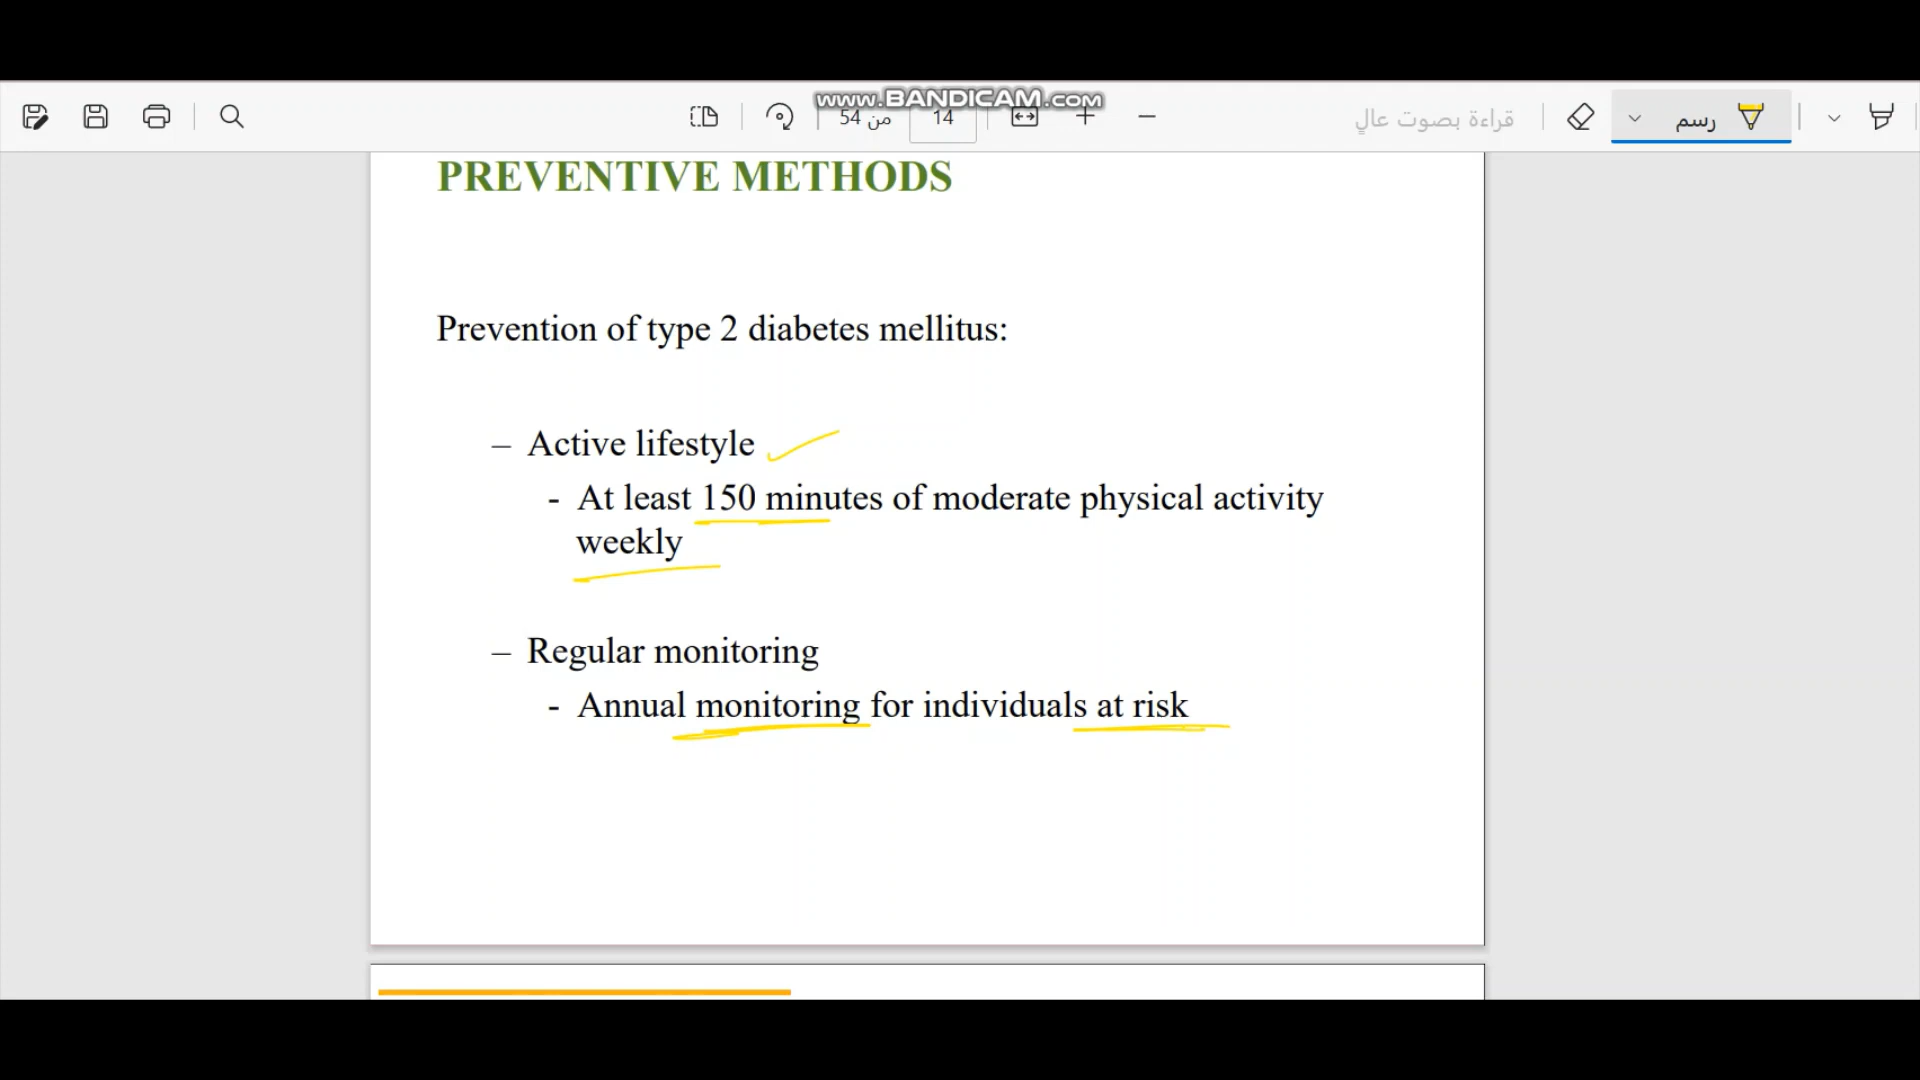 www.BANDICAM.com
14
من 54
قراءة بصوت عالٍ
رسم
PREVENTIVE METHODS
Prevention of type 2 diabetes mellitus:
– Active lifestyle
- At least 150 minutes of moderate physical activity
weekly
– Regular monitoring
- Annual monitoring for individuals at risk